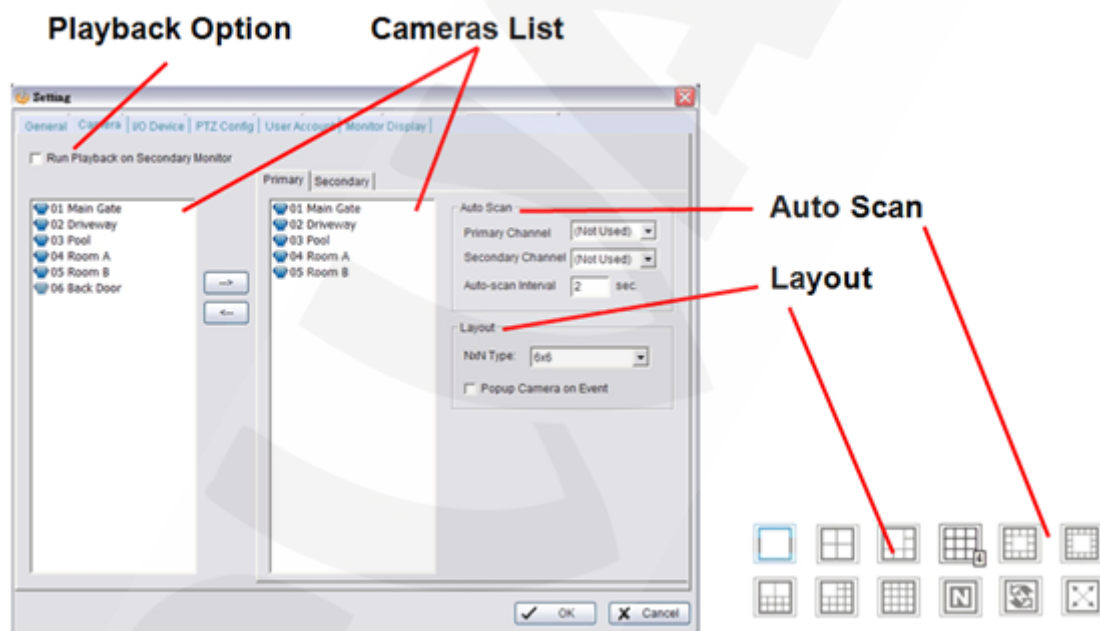 Playback Option
Cameras List
Setting
General Camera I/O Device PTZ Config User Account Monitor Display
Run Playback on Secondary Monitor
Primary Secondary
01 Main Gate
02 Driveway
03 Pool
04 Room A
05 Room B
06 Back Door
-->
<--
01 Main Gate
02 Driveway
03 Pool
04 Room A
05 Room B
Auto Scan
Primary Channel (Not Used)
Secondary Channel (Not Used)
Auto-scan Interval 2 sec.
Layout
NxN Type: 6x6
Popup Camera on Event
OK Cancel
Auto Scan
Layout
4
N